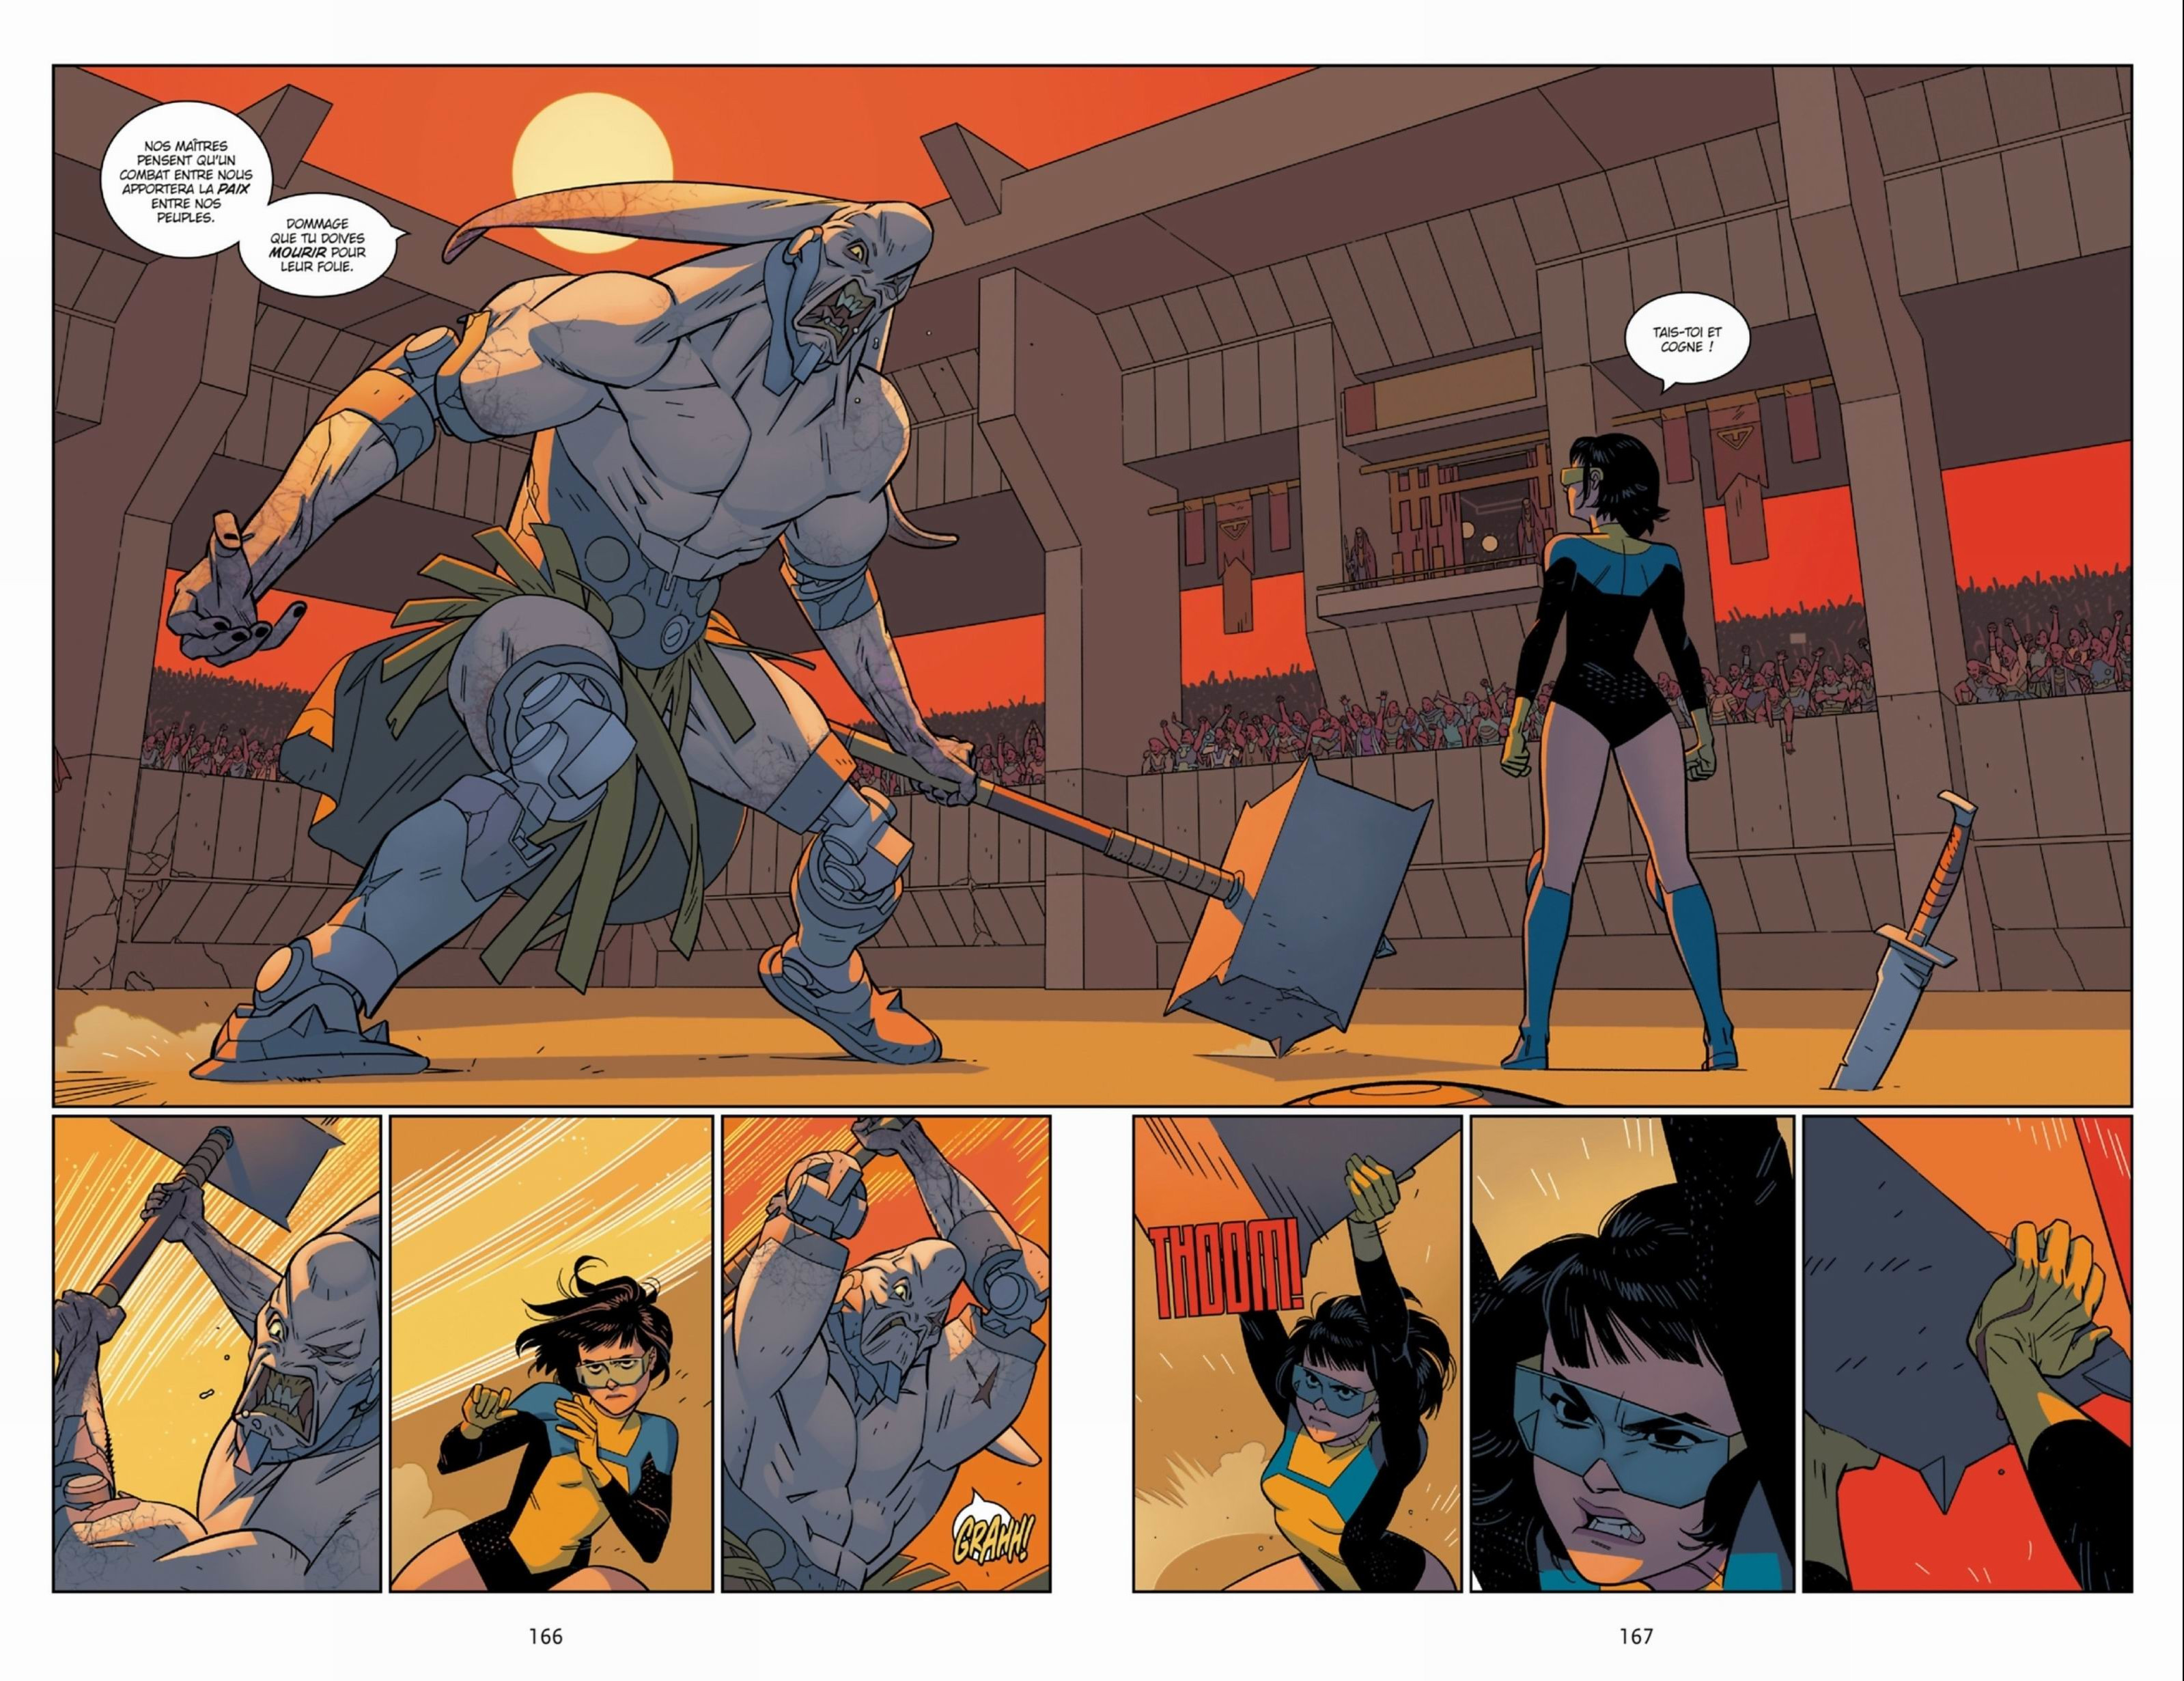 NOS MAÎTRES
PENSENT QU'UN
COMBAT ENTRE NOUS
APPORTERA LA PAIX
ENTRE NOS
PEUPLES.
DOMMAGE
QUE TU DOIVES
MOURIR POUR
LEUR FOLIE.
TAIS-TOI ET
COGNE !
GRAHH!
THOOM!
166
167